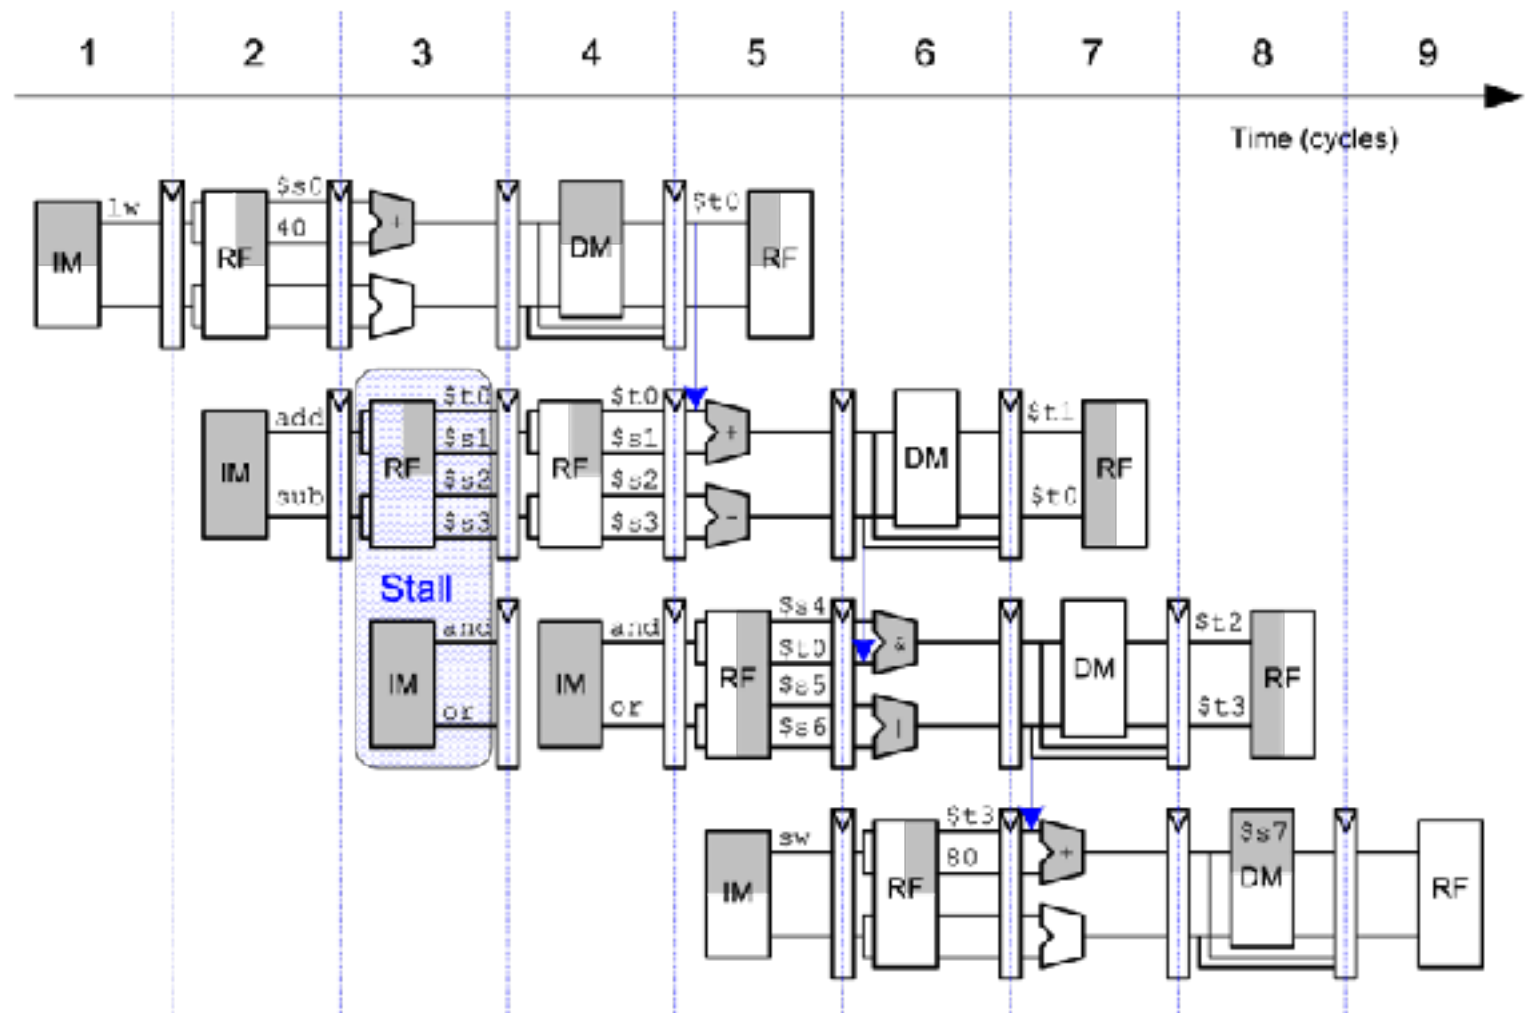 1 2 3 4 5 6 7 8 9
Time (cycles)
lw $s0 $t0
40
IM RF + DM RF
add $t0 $t0 $t1
$s1 $s1
IM RF RF + DM RF
sub $s2 $s2 $t0
$s3 $s3 -
Stall
and and $s4 $t2
$t0 &
IM IM RF DM RF
$s5
or or $s6 | $t3
sw $t3 $s7
80 +
IM RF DM RF